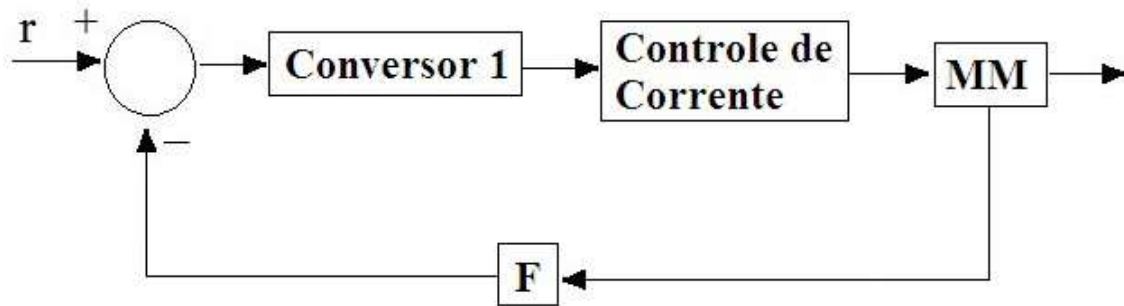 r
+
−
Conversor 1
Controle de
Corrente
MM
F